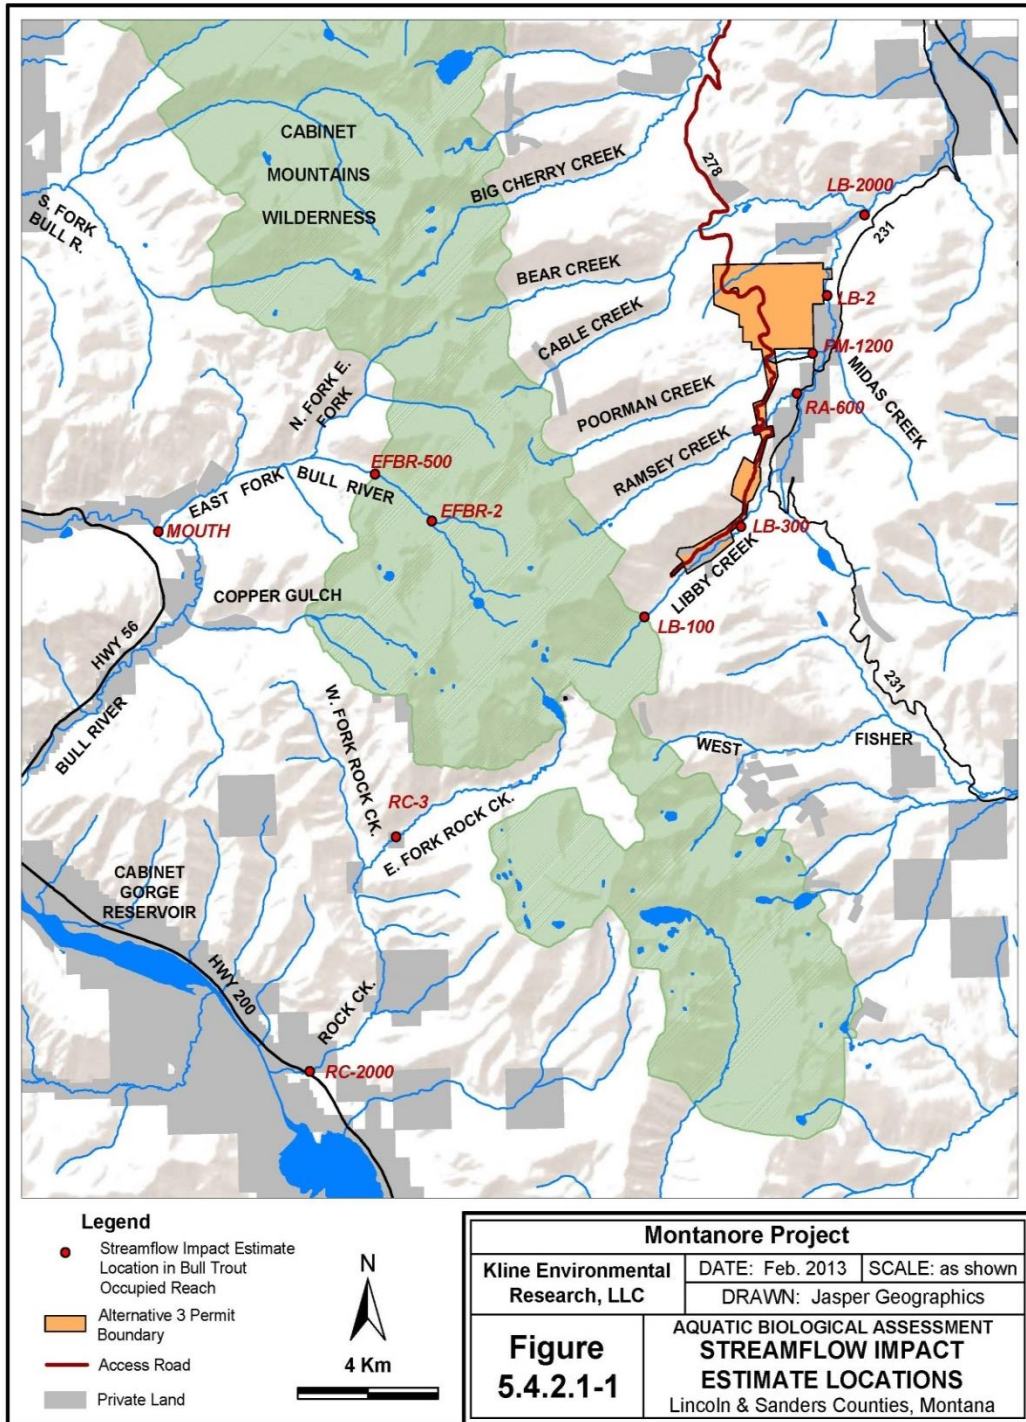 CABINET
MOUNTAINS
WILDERNESS
S. FORK
BULL R.
BIG CHERRY CREEK
278
LB-2000
231
BEAR CREEK
LB-2
CABLE CREEK
PM-1200
MIDAS CREEK
N. FORK E.
FORK
POORMAN CREEK
RA-600
RAMSEY CREEK
EFBR-500
EAST FORK BULL RIVER
EFBR-2
MOUTH
LB-300
LIBBY CREEK
COPPER GULCH
LB-100
HWY 56
BULL RIVER
231
W. FORK ROCK CK.
WEST FISHER
RC-3
E. FORK ROCK CK.
CABINET
GORGE
RESERVOIR
HWY 200
ROCK CK.
RC-2000
Legend
Streamflow Impact Estimate
Location in Bull Trout
Occupied Reach
Alternative 3 Permit
Boundary
Access Road
Private Land
N
4 Km
Montanore Project
Kline Environmental
Research, LLC
DATE: Feb. 2013
SCALE: as shown
DRAWN: Jasper Geographics
Figure
5.4.2.1-1
AQUATIC BIOLOGICAL ASSESSMENT
STREAMFLOW IMPACT
ESTIMATE LOCATIONS
Lincoln & Sanders Counties, Montana